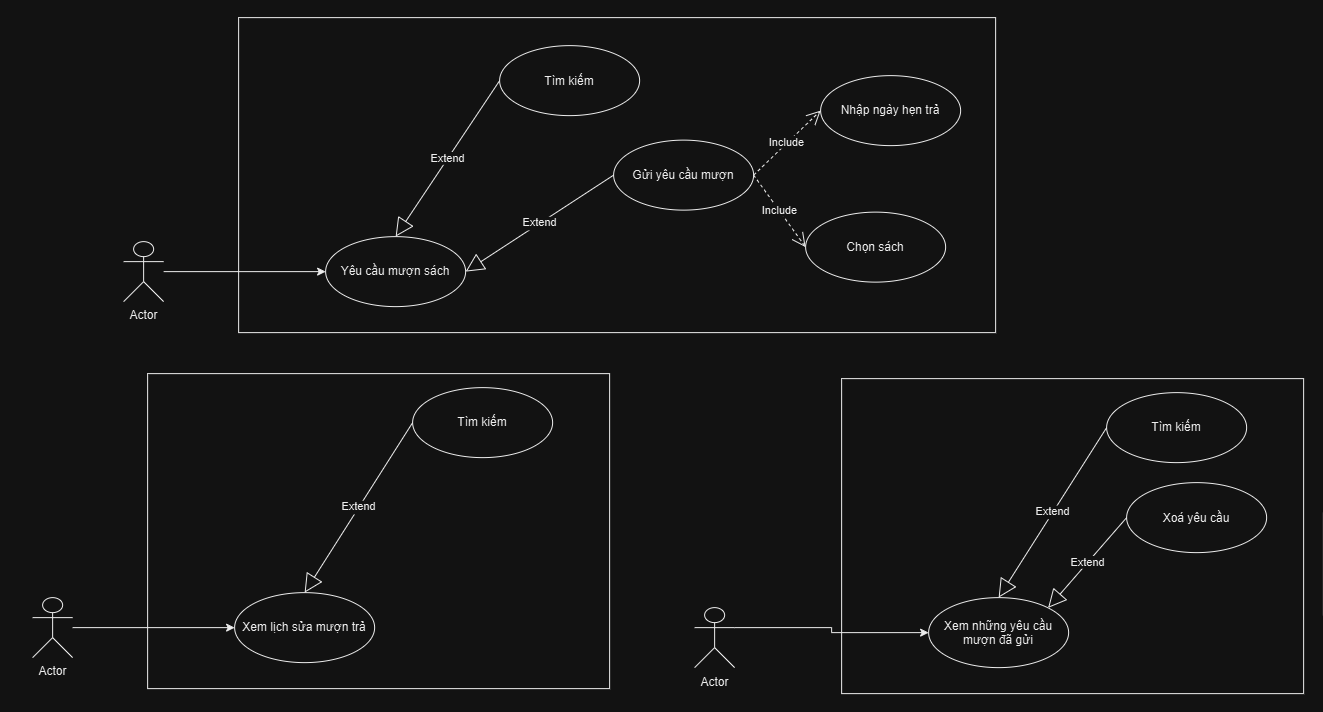 Tìm kiếm
Nhập ngày hẹn trả
Include
Extend
Gửi yêu cầu mượn
Include
Extend
Chọn sách
Yêu cầu mượn sách
Actor
Tìm kiếm
Extend
Xem lịch sửa mượn trả
Actor
Tìm kiếm
Extend
Xoá yêu cầu
Extend
Xem những yêu cầu
mượn đã gửi
Actor